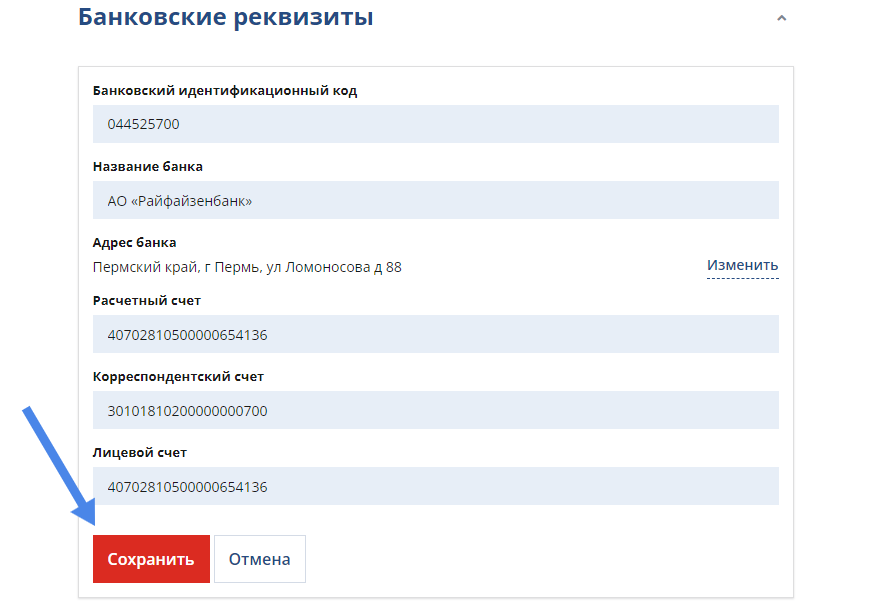 Банковские реквизиты
Банковский идентификационный код
044525700
Название банка
АО «Райфайзенбанк»
Адрес банка
Пермский край, г Пермь, ул Ломоносова д 88
Изменить
Расчетный счет
40702810500000654136
Корреспондентский счет
30101810200000000700
Лицевой счет
40702810500000654136
Сохранить Отмена